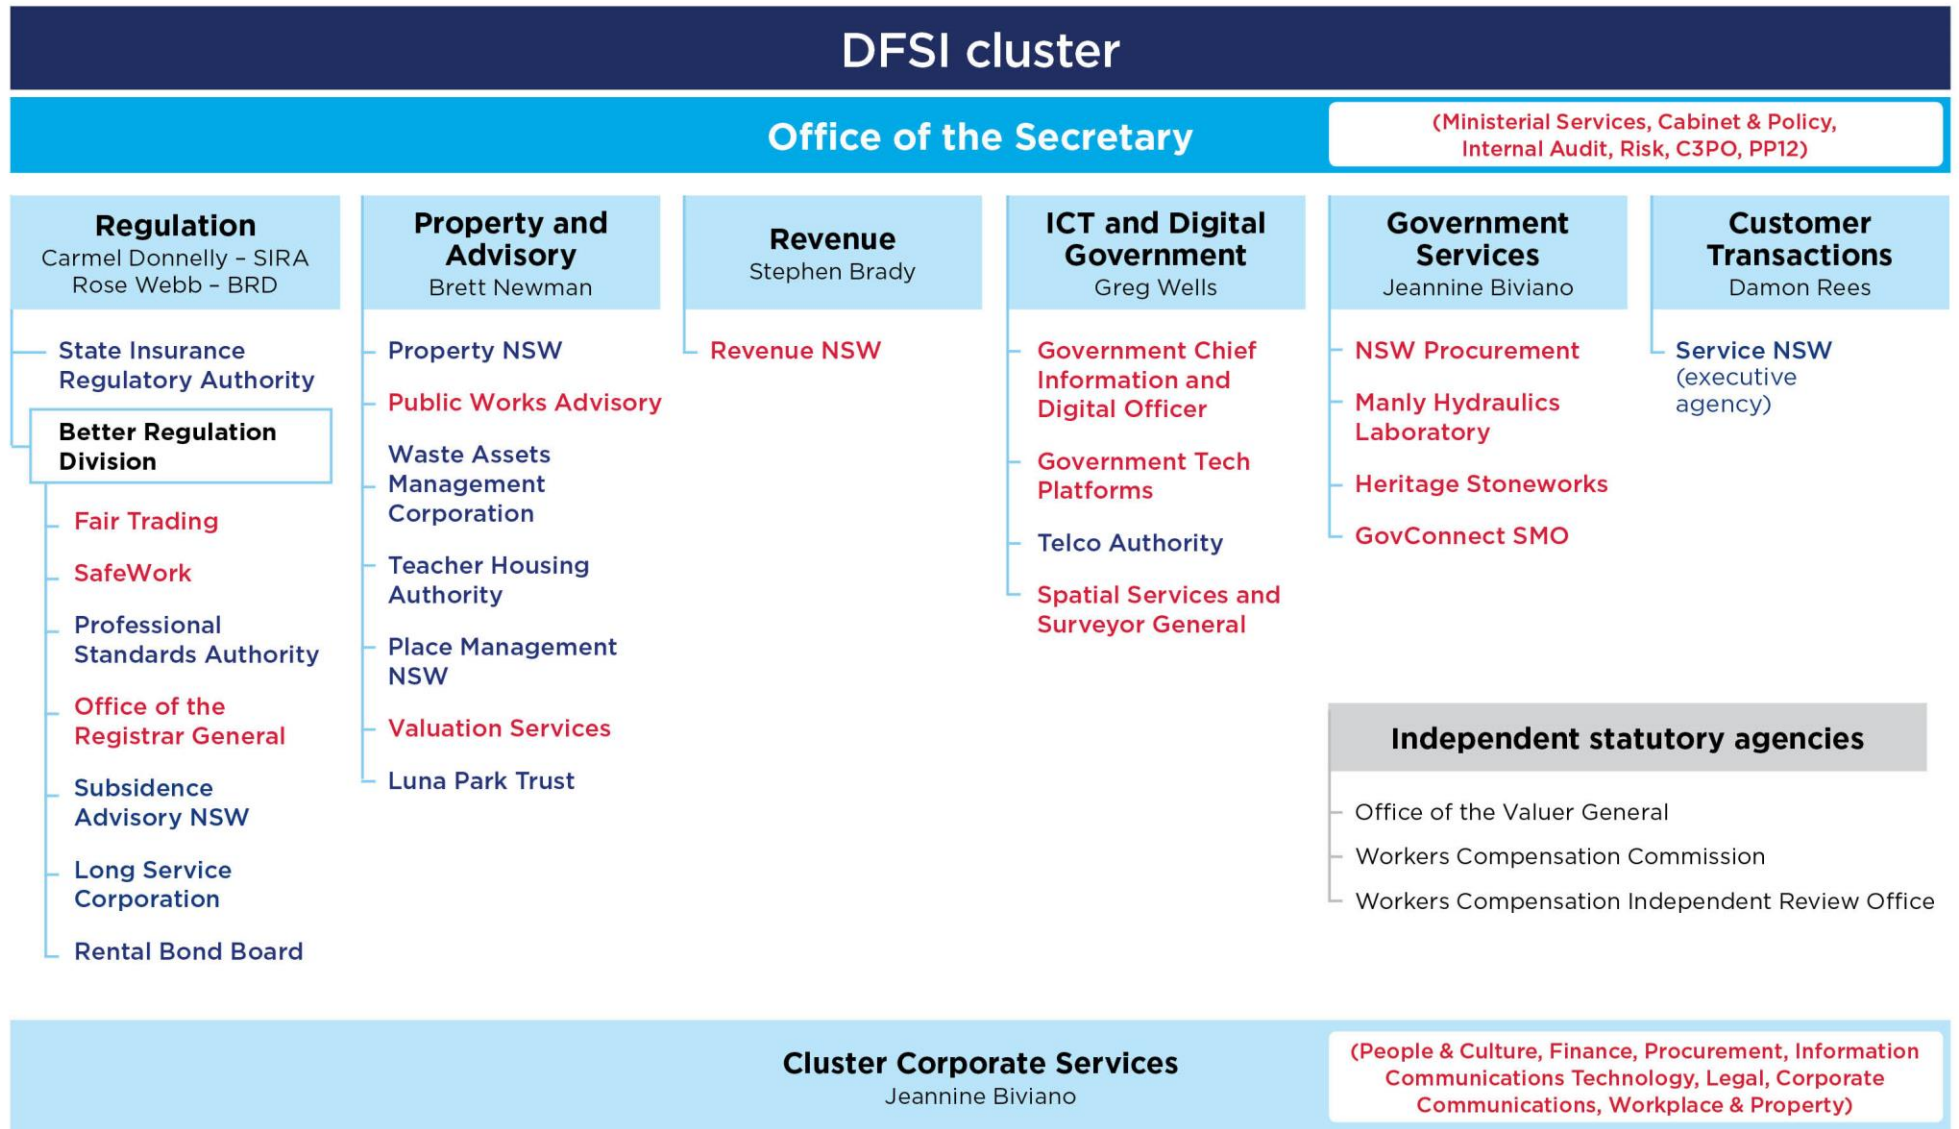 DFSI cluster
Office of the Secretary
(Ministerial Services, Cabinet & Policy,
Internal Audit, Risk, C3PO, PP12)
Regulation
Carmel Donnelly – SIRA
Rose Webb – BRD
State Insurance
Regulatory Authority
Better Regulation
Division
Fair Trading
SafeWork
Professional
Standards Authority
Office of the
Registrar General
Subsidence
Advisory NSW
Long Service
Corporation
Rental Bond Board
Property and
Advisory
Brett Newman
Property NSW
Public Works Advisory
Waste Assets
Management
Corporation
Teacher Housing
Authority
Place Management
NSW
Valuation Services
Luna Park Trust
Revenue
Stephen Brady
Revenue NSW
ICT and Digital
Government
Greg Wells
Government Chief
Information and
Digital Officer
Government Tech
Platforms
Telco Authority
Spatial Services and
Surveyor General
Government
Services
Jeannine Biviano
NSW Procurement
Manly Hydraulics
Laboratory
Heritage Stoneworks
GovConnect SMO
Customer
Transactions
Damon Rees
Service NSW
(executive
agency)
Independent statutory agencies
Office of the Valuer General
Workers Compensation Commission
Workers Compensation Independent Review Office
Cluster Corporate Services
Jeannine Biviano
(People & Culture, Finance, Procurement, Information
Communications Technology, Legal, Corporate
Communications, Workplace & Property)